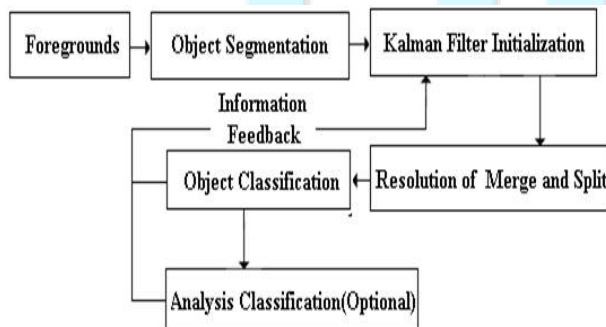 Foregrounds
Object Segmentation
Kalman Filter Initialization
Information
Feedback
Object Classification
Resolution of Merge and Split
Analysis Classification(Optional)